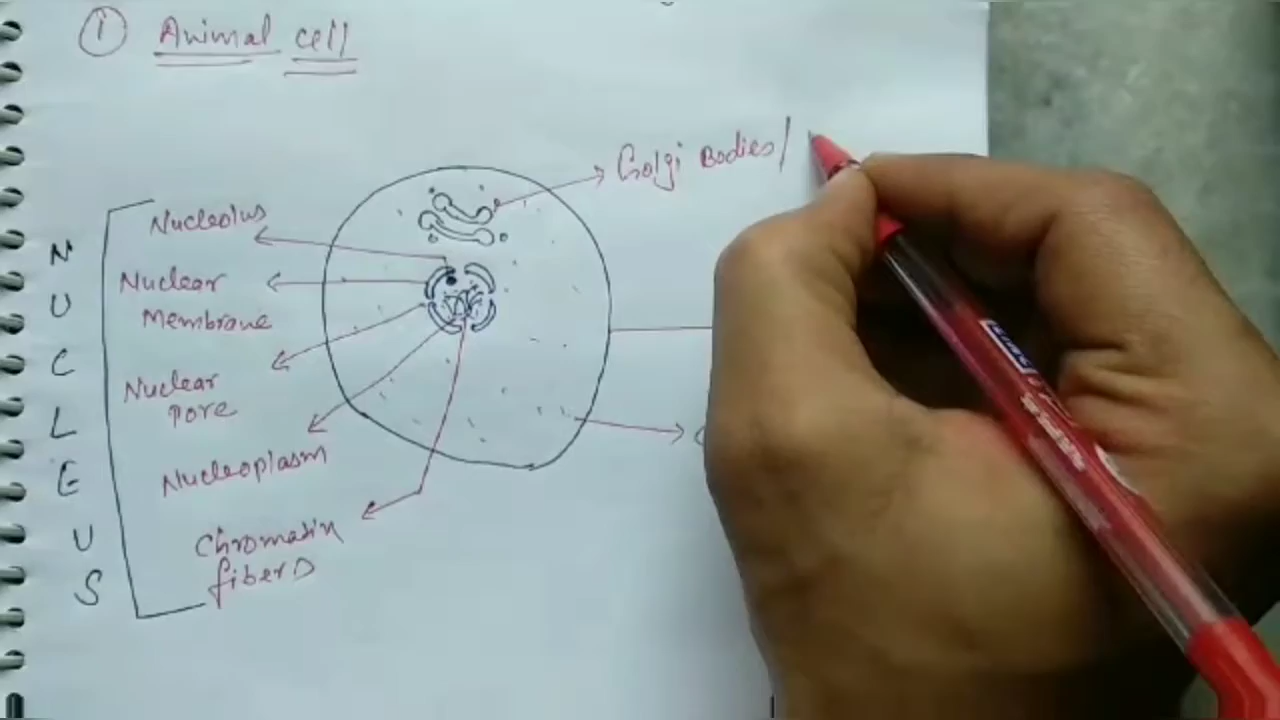 ① Animal cell
Golgi Bodies/
Nucleolus
Nuclear
Membrane
Nuclear
Pore
Nucleoplasm
Chromatin
fibers
N
U
C
L
E
U
S